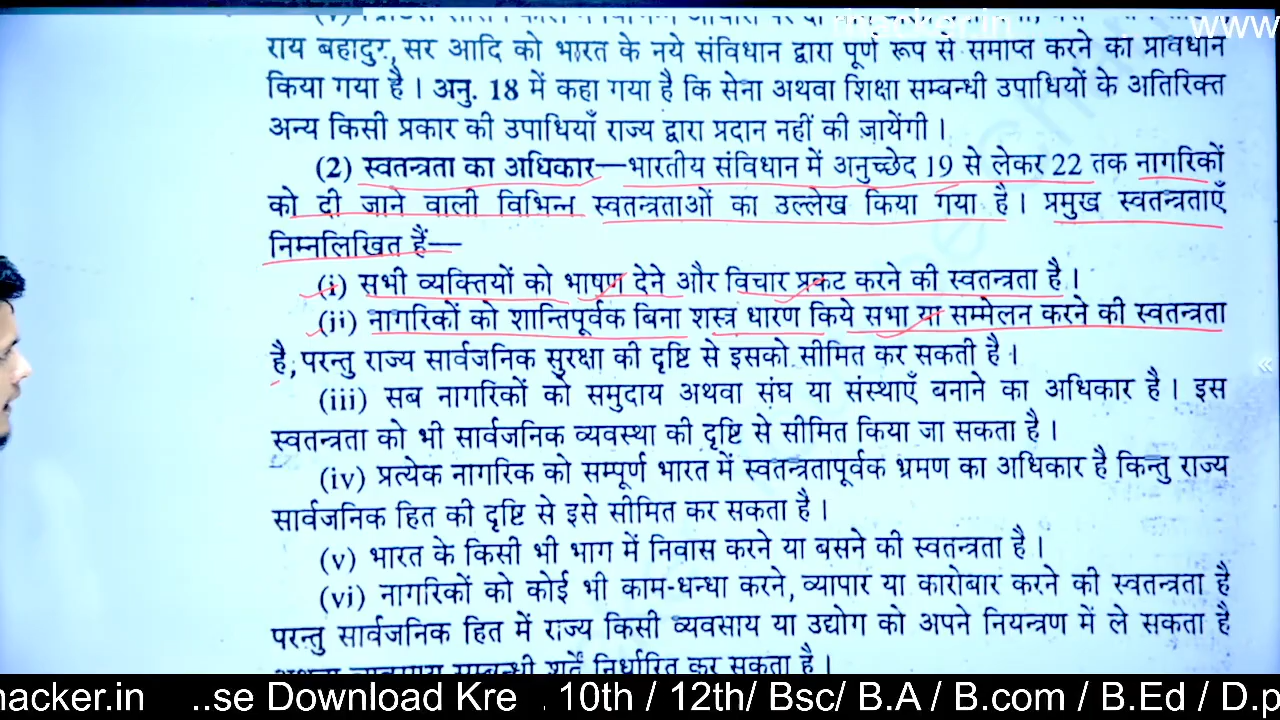 rihacker.in
www
राय बहादुर, सर आदि को भारत के नये संविधान द्वारा पूर्ण रूप से समाप्त करने का प्रावधान
किया गया है। अनु. 18 में कहा गया है कि सेना अथवा शिक्षा सम्बन्धी उपाधियों के अतिरिक्त
अन्य किसी प्रकार की उपाधियाँ राज्य द्वारा प्रदान नहीं की जायेंगी।
(2) स्वतन्त्रता का अधिकार—भारतीय संविधान में अनुच्छेद 19 से लेकर 22 तक नागरिकों
को दी जाने वाली विभिन्न स्वतन्त्रताओं का उल्लेख किया गया है। प्रमुख स्वतन्त्रताएँ
निम्नलिखित हैं—
(i) सभी व्यक्तियों को भाषण देने और विचार प्रकट करने की स्वतन्त्रता है।
(ii) नागरिकों को शान्तिपूर्वक बिना शस्त्र धारण किये सभा या सम्मेलन करने की स्वतन्त्रता
है, परन्तु राज्य सार्वजनिक सुरक्षा की दृष्टि से इसको सीमित कर सकती है।
(iii) सब नागरिकों को समुदाय अथवा संघ या संस्थाएँ बनाने का अधिकार है। इस
स्वतन्त्रता को भी सार्वजनिक व्यवस्था की दृष्टि से सीमित किया जा सकता है।
(iv) प्रत्येक नागरिक को सम्पूर्ण भारत में स्वतन्त्रतापूर्वक भ्रमण का अधिकार है किन्तु राज्य
सार्वजनिक हित की दृष्टि से इसे सीमित कर सकता है।
(v) भारत के किसी भी भाग में निवास करने या बसने की स्वतन्त्रता है।
(vi) नागरिकों को कोई भी काम-धन्धा करने, व्यापार या कारोबार करने की स्वतन्त्रता है
परन्तु सार्वजनिक हित में राज्य किसी व्यवसाय या उद्योग को अपने नियन्त्रण में ले सकता है
शर्तें निर्धारित कर सकता है।
hacker.in ..se Download Kre . 10th / 12th/ Bsc/ B.A / B.com / B.Ed / D.p